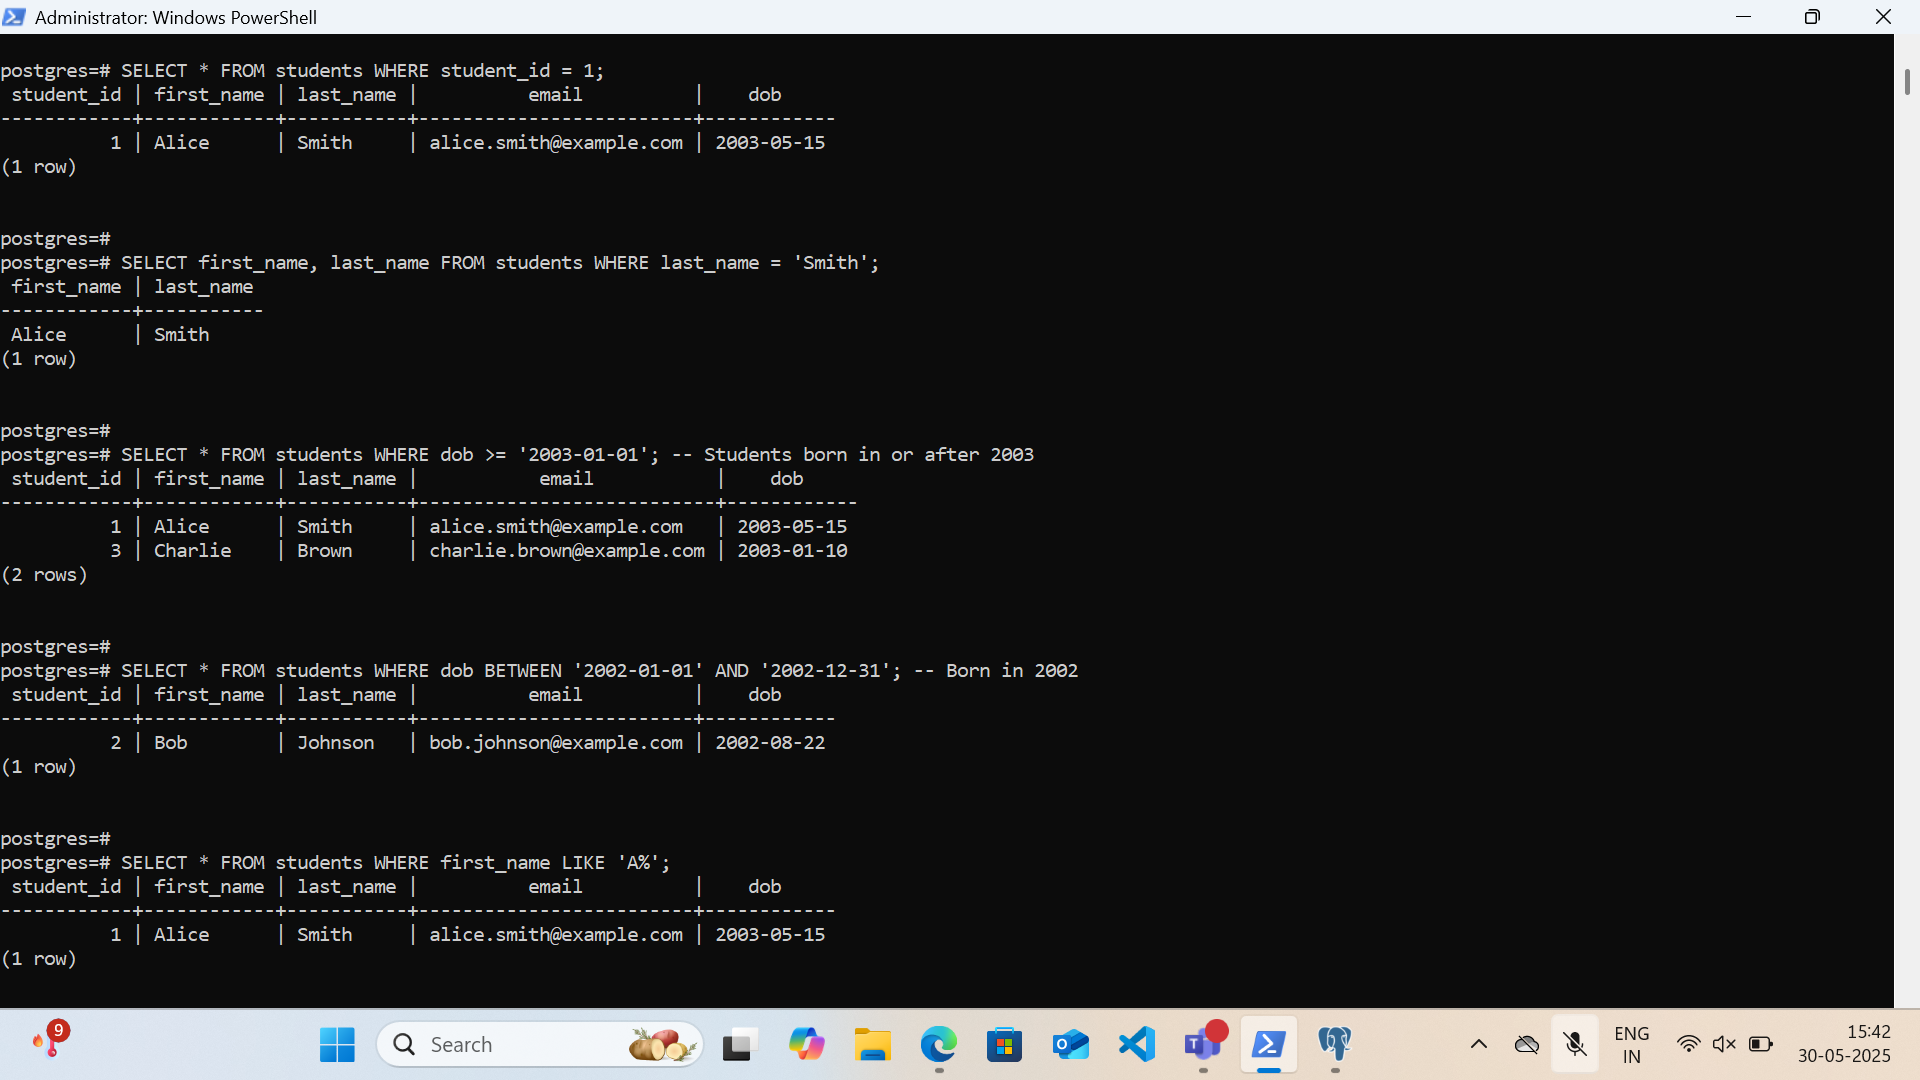 Administrator: Windows PowerShell
postgres=# SELECT * FROM students WHERE student_id = 1;
 student_id | first_name | last_name |          email          |    dob
------------+------------+-----------+-------------------------+------------
          1 | Alice      | Smith     | alice.smith@example.com | 2003-05-15
(1 row)
postgres=#
postgres=# SELECT first_name, last_name FROM students WHERE last_name = 'Smith';
 first_name | last_name
------------+-----------
 Alice      | Smith
(1 row)
postgres=#
postgres=# SELECT * FROM students WHERE dob >= '2003-01-01'; -- Students born in or after 2003
 student_id | first_name | last_name |           email           |    dob
------------+------------+-----------+---------------------------+------------
          1 | Alice      | Smith     | alice.smith@example.com   | 2003-05-15
          3 | Charlie    | Brown     | charlie.brown@example.com | 2003-01-10
(2 rows)
postgres=#
postgres=# SELECT * FROM students WHERE dob BETWEEN '2002-01-01' AND '2002-12-31'; -- Born in 2002
 student_id | first_name | last_name |          email          |    dob
------------+------------+-----------+-------------------------+------------
          2 | Bob        | Johnson   | bob.johnson@example.com | 2002-08-22
(1 row)
postgres=#
postgres=# SELECT * FROM students WHERE first_name LIKE 'A%';
 student_id | first_name | last_name |          email          |    dob
------------+------------+-----------+-------------------------+------------
          1 | Alice      | Smith     | alice.smith@example.com | 2003-05-15
(1 row)
9
Search
ENG
IN
15:42
30-05-2025